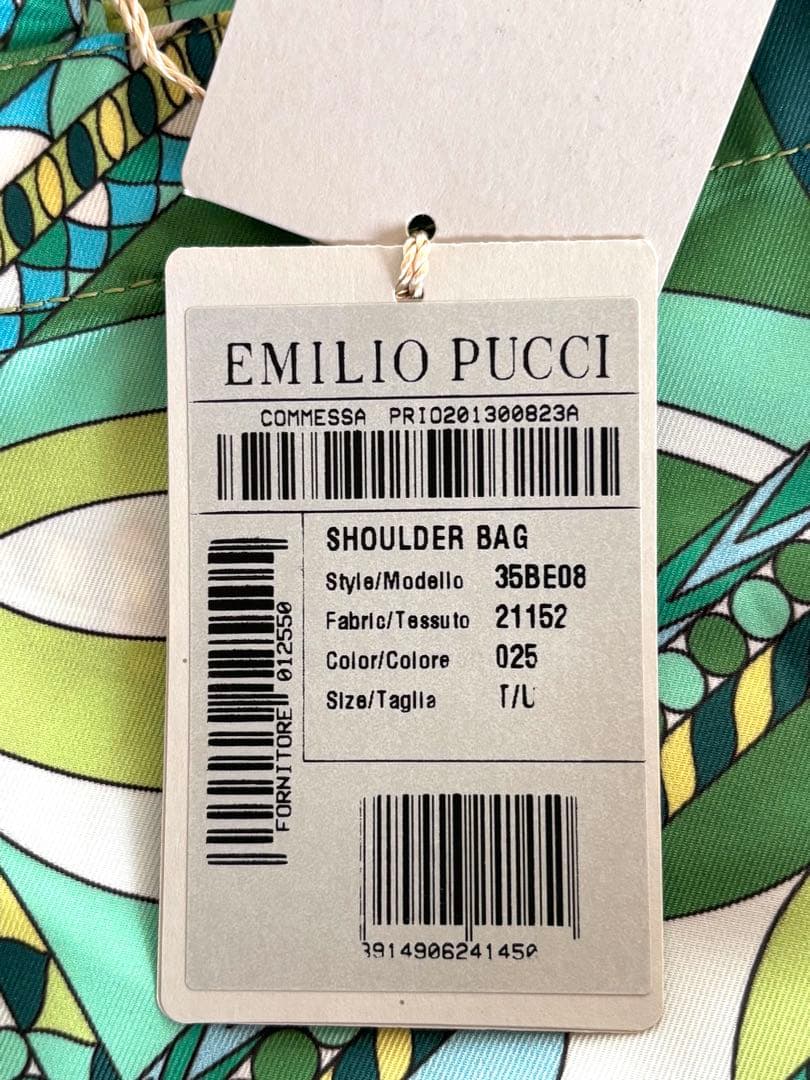 EMILIO PUCCI
COMMESSA PRIO201300823A
SHOULDER BAG
Style/Modello 35BE08
Fabric/Tessuto 21152
Color/Colore 025
Size/Taglia T/U
FORNITORE 012550
3914906241450